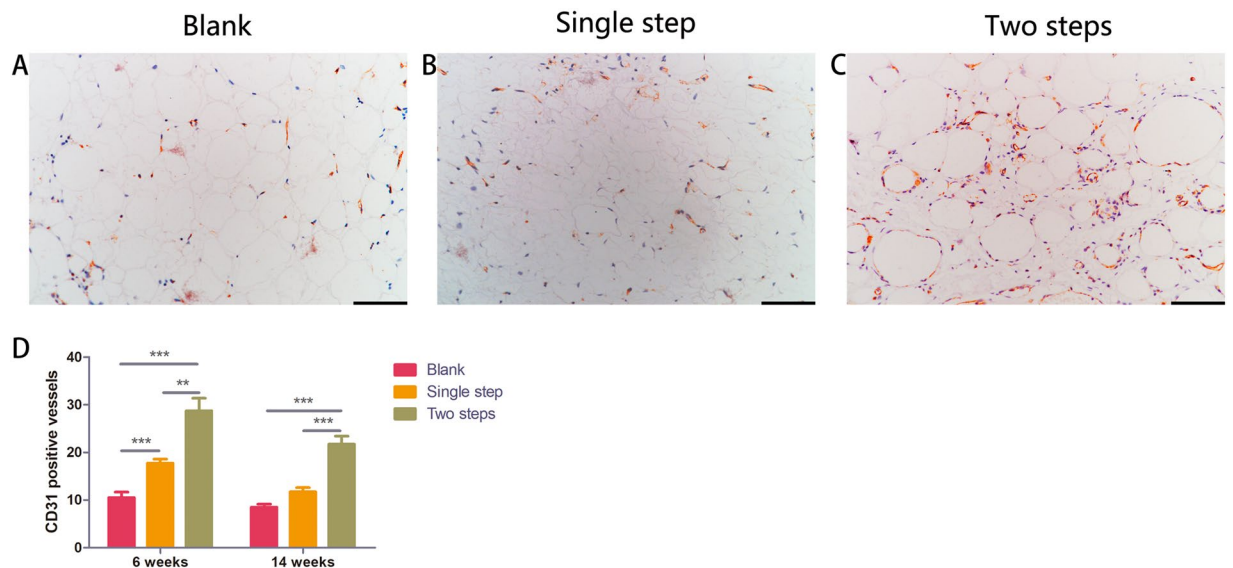 Blank
Single step
Two steps
A
B
C
D
CD31 positive vessels
40
30
20
10
0
***
**
***
***
***
6 weeks
14 weeks
Blank
Single step
Two steps